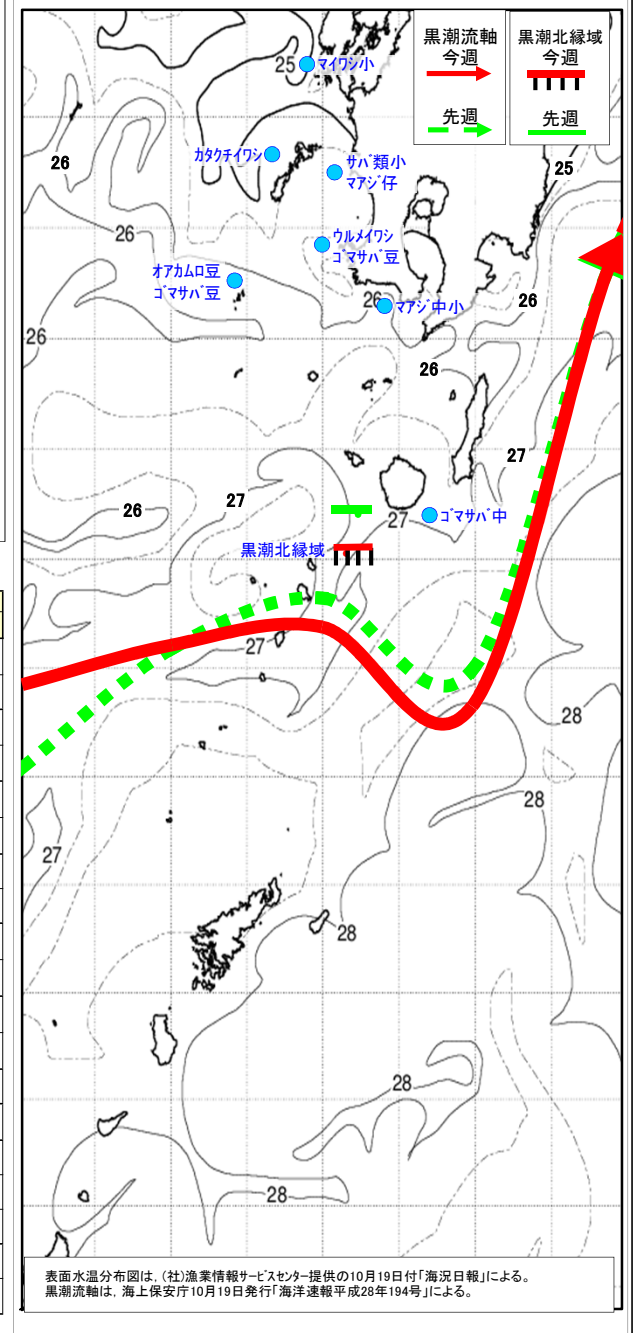 黒潮流軸
今週
先週
黒潮北縁域
今週
先週
25
マイワシ小
カタクチイワシ
サバ類小
マアジ仔
26
25
ウルメイワシ
ゴマサバ豆
26
オアカムロ豆
ゴマサバ豆
26
マアジ中小
26
26
26
27
27
26
27
ゴマサバ中
黒潮北縁域
27
28
28
27
28
28
28
表面水温分布図は，（社）漁業情報サービスセンター提供の10月19日付「海況日報」による。
黒潮流軸は，海上保安庁10月19日発行「海洋速報平成28年194号」による。